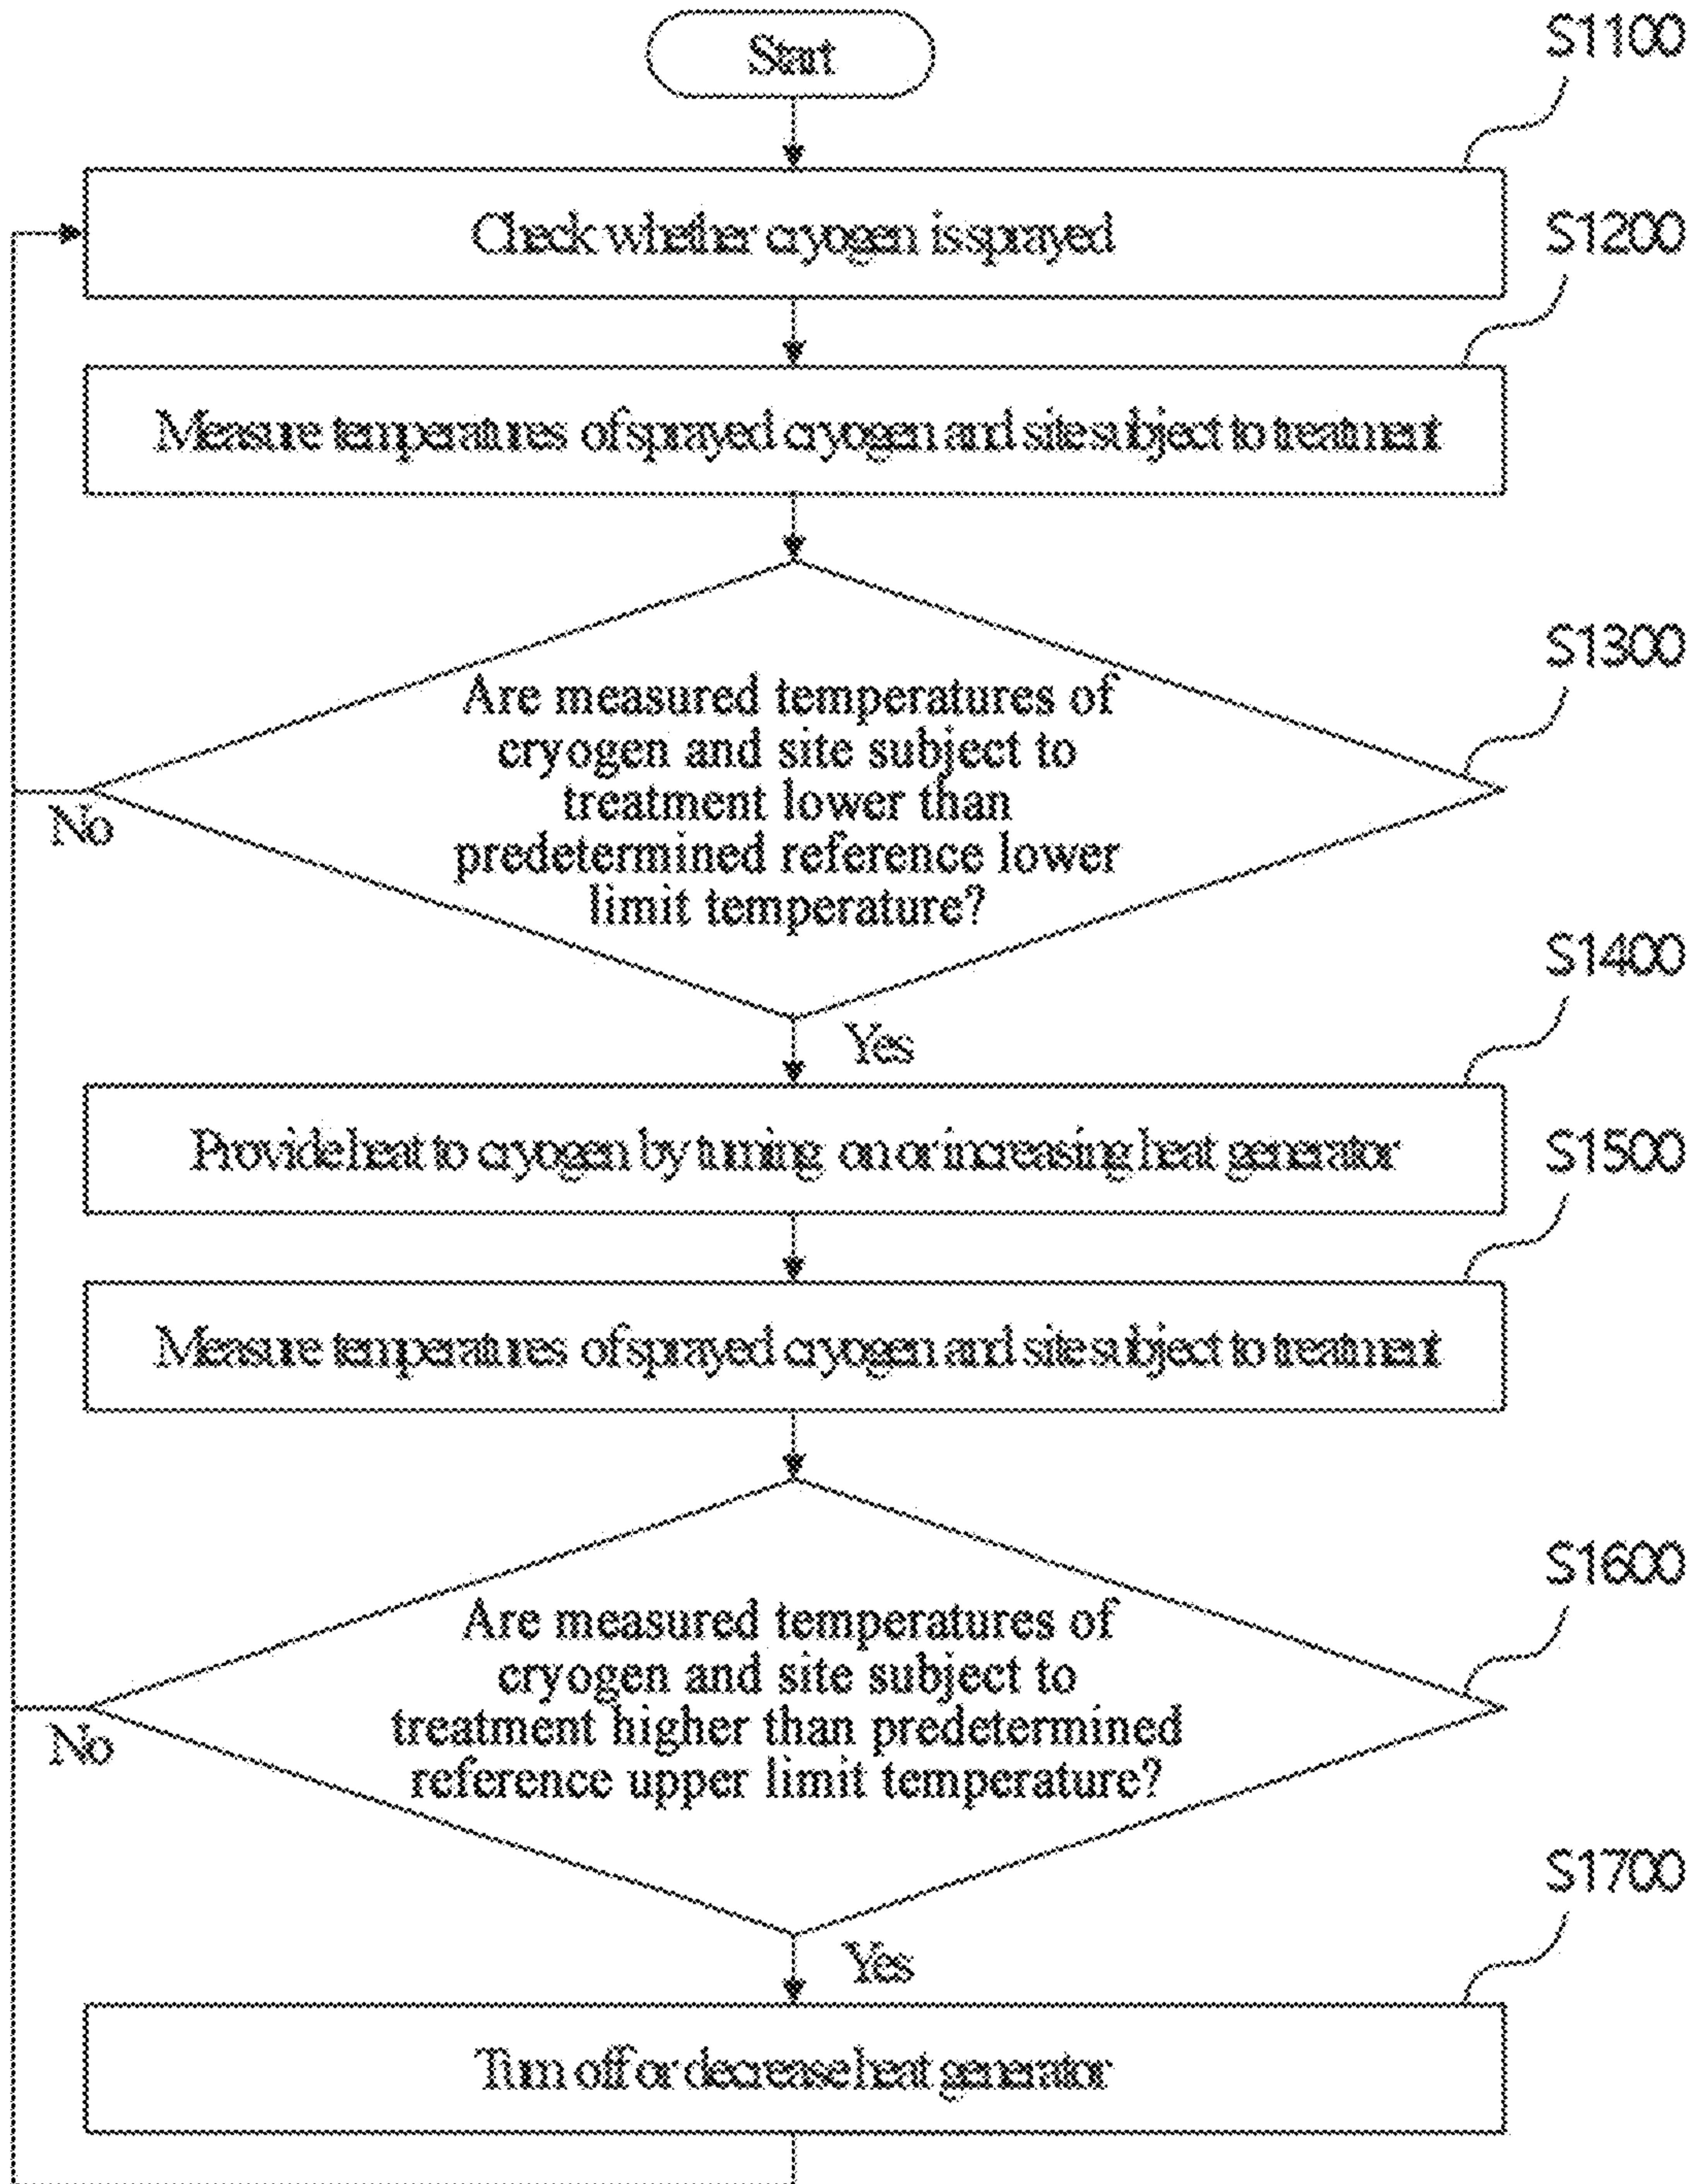 Start
S1100
Check whether cryogen is sprayed
S1200
Measure temperatures of sprayed cryogen and site subject to treatment
S1300
Are measured temperatures of
cryogen and site subject to
treatment lower than
predetermined reference lower
limit temperature?
No
Yes
S1400
Provide heat to cryogen by turning on or increasing heat generator
S1500
Measure temperatures of sprayed cryogen and site subject to treatment
S1600
Are measured temperatures of
cryogen and site subject to
treatment higher than predetermined
reference upper limit temperature?
No
Yes
S1700
Turn off or decrease heat generator